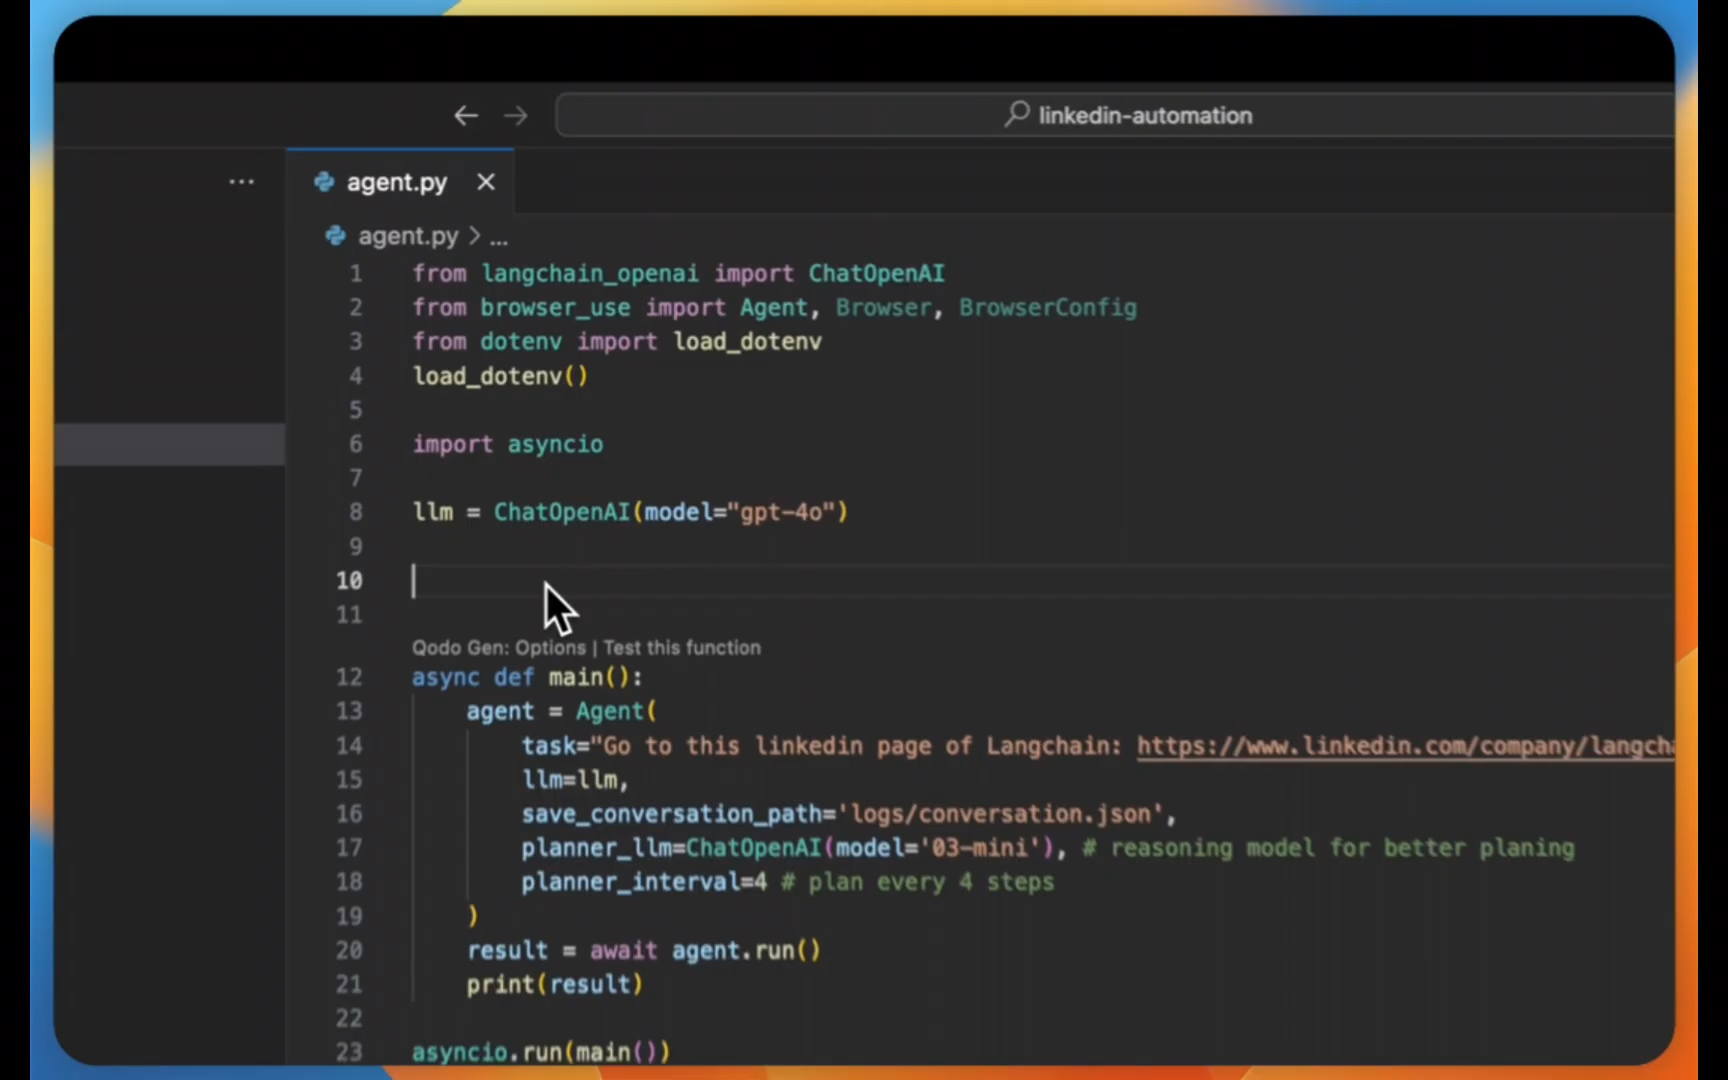 linkedin-automation
...
agent.py
agent.py > ...
1 from langchain_openai import ChatOpenAI
2 from browser_use import Agent, Browser, BrowserConfig
3 from dotenv import load_dotenv
4 load_dotenv()
5
6 import asyncio
7
8 llm = ChatOpenAI(model="gpt-4o")
9
10
11
Qodo Gen: Options | Test this function
12 async def main():
13     agent = Agent(
14         task="Go to this linkedin page of Langchain: https://www.linkedin.com/company/langch
15         llm=llm,
16         save_conversation_path='logs/conversation.json',
17         planner_llm=ChatOpenAI(model='03-mini'), # reasoning model for better planing
18         planner_interval=4 # plan every 4 steps
19     )
20     result = await agent.run()
21     print(result)
22
23 asyncio.run(main())